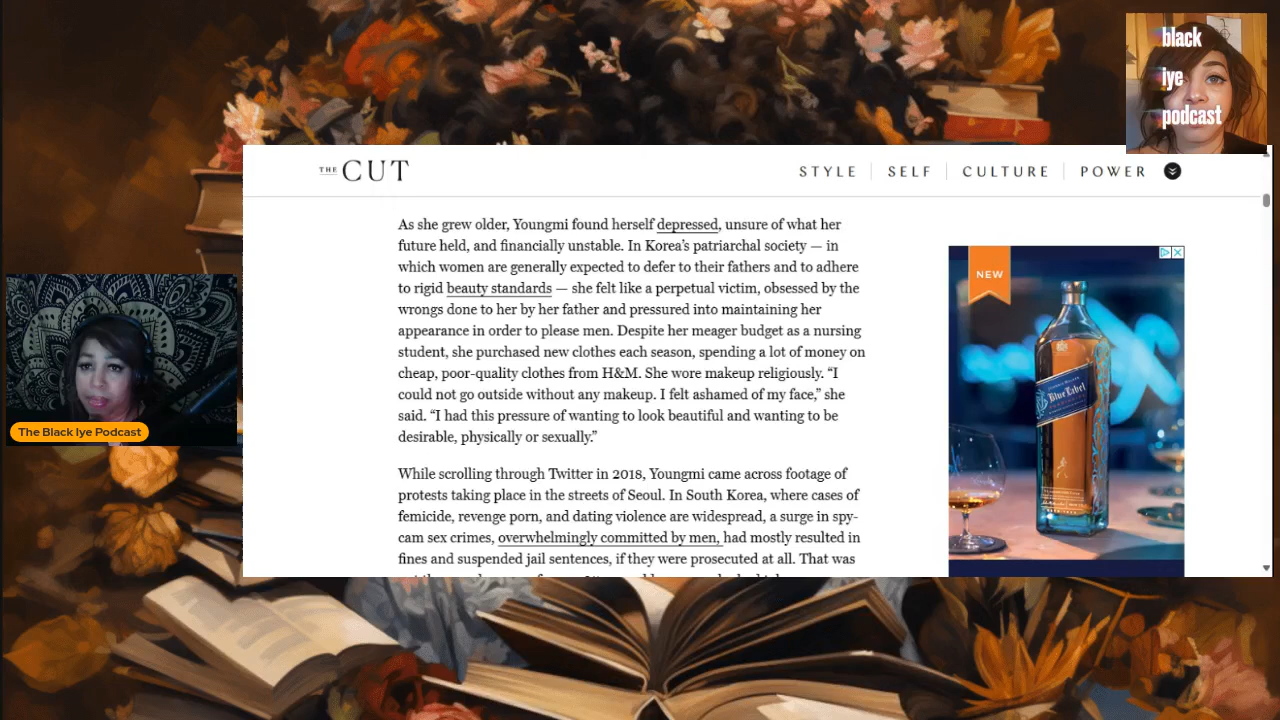 black
iye
podcast
THE CUT
STYLE SELF CULTURE POWER
As she grew older, Youngmi found herself depressed, unsure of what her
future held, and financially unstable. In Korea’s patriarchal society — in
which women are generally expected to defer to their fathers and to adhere
to rigid beauty standards — she felt like a perpetual victim, obsessed by the
wrongs done to her by her father and pressured into maintaining her
appearance in order to please men. Despite her meager budget as a nursing
student, she purchased new clothes each season, spending a lot of money on
cheap, poor-quality clothes from H&M. She wore makeup religiously. “I
could not go outside without any makeup. I felt ashamed of my face,” she
said. “I had this pressure of wanting to look beautiful and wanting to be
desirable, physically or sexually.”
While scrolling through Twitter in 2018, Youngmi came across footage of
protests taking place in the streets of Seoul. In South Korea, where cases of
femicide, revenge porn, and dating violence are widespread, a surge in spy-
cam sex crimes, overwhelmingly committed by men, had mostly resulted in
fines and suspended jail sentences, if they were prosecuted at all. That was
NEW
Blue Label
The Black Iye Podcast